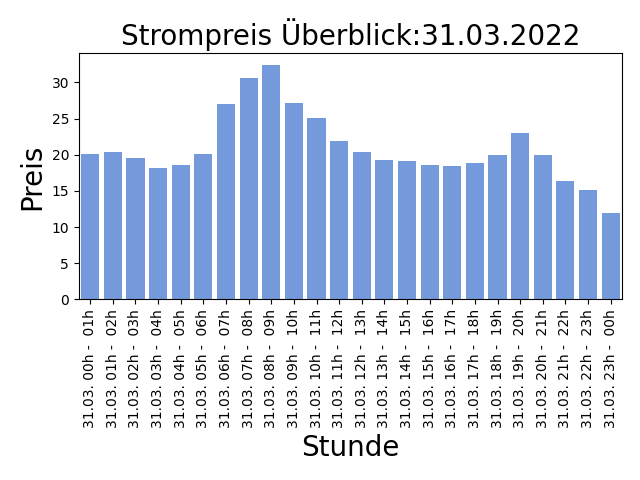 Strompreis Überblick:31.03.2022
Preis
30
25
20
15
10
5
0
31.03. 00h - 01h
31.03. 01h - 02h
31.03. 02h - 03h
31.03. 03h - 04h
31.03. 04h - 05h
31.03. 05h - 06h
31.03. 06h - 07h
31.03. 07h - 08h
31.03. 08h - 09h
31.03. 09h - 10h
31.03. 10h - 11h
31.03. 11h - 12h
31.03. 12h - 13h
31.03. 13h - 14h
31.03. 14h - 15h
31.03. 15h - 16h
31.03. 16h - 17h
31.03. 17h - 18h
31.03. 18h - 19h
31.03. 19h - 20h
31.03. 20h - 21h
31.03. 21h - 22h
31.03. 22h - 23h
31.03. 23h - 00h
Stunde